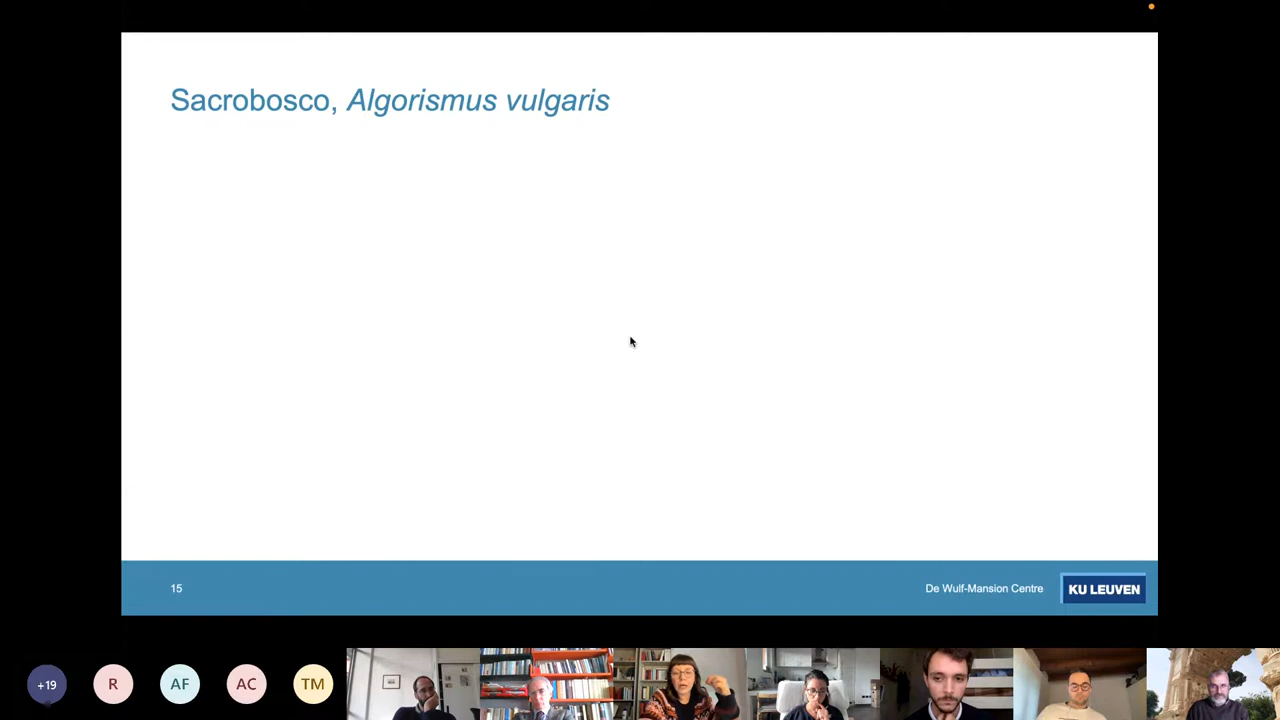 Sacrobosco, Algorismus vulgaris
15
De Wulf-Mansion Centre
KU LEUVEN
+19
R
AF
AC
TM